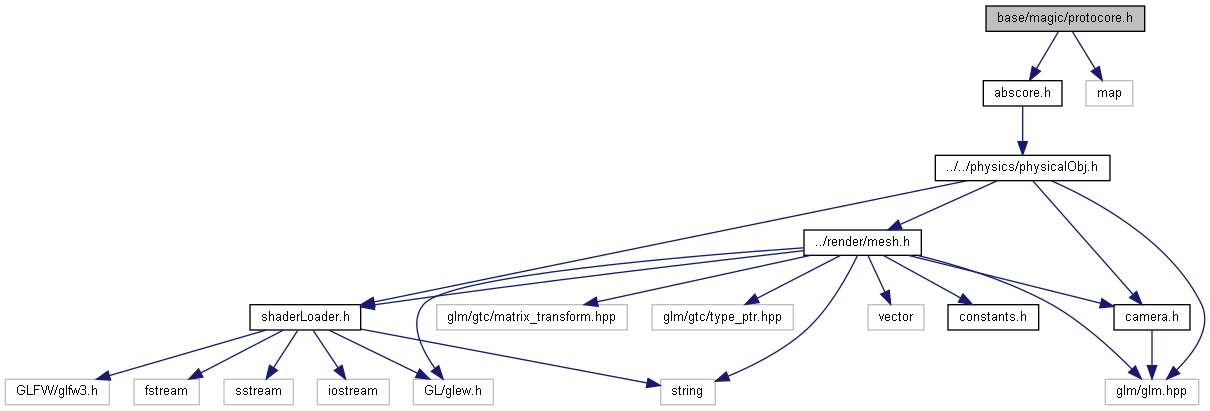 base/magic/protocore.h
abscore.h
map
../../physics/physicalObj.h
../render/mesh.h
shaderLoader.h
glm/gtc/matrix_transform.hpp
glm/gtc/type_ptr.hpp
vector
constants.h
camera.h
GLFW/glfw3.h
fstream
sstream
iostream
GL/glew.h
string
glm/glm.hpp